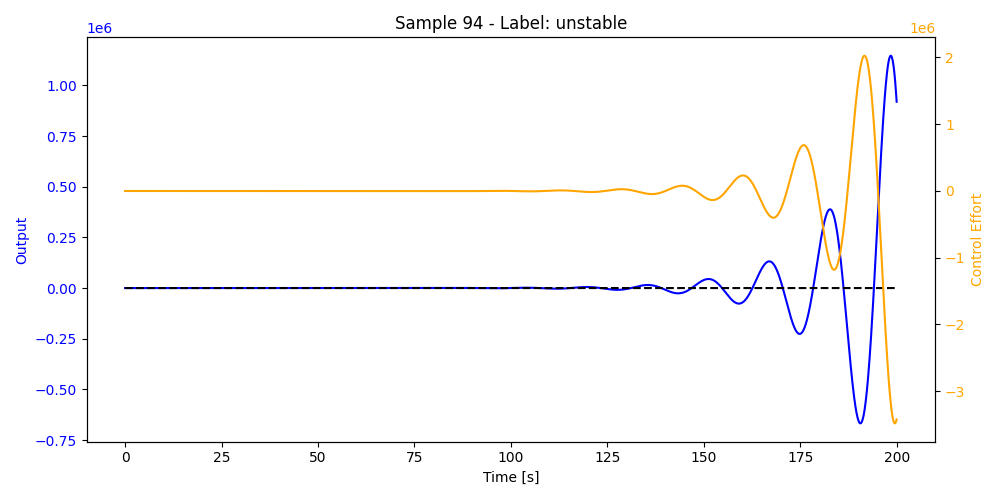 Sample 94 - Label: unstable
1e6
1e6
1.00
0.75
0.50
0.25
0.00
−0.25
−0.50
−0.75
Output
2
1
0
−1
−2
−3
Control Effort
0 25 50 75 100 125 150 175 200
Time [s]